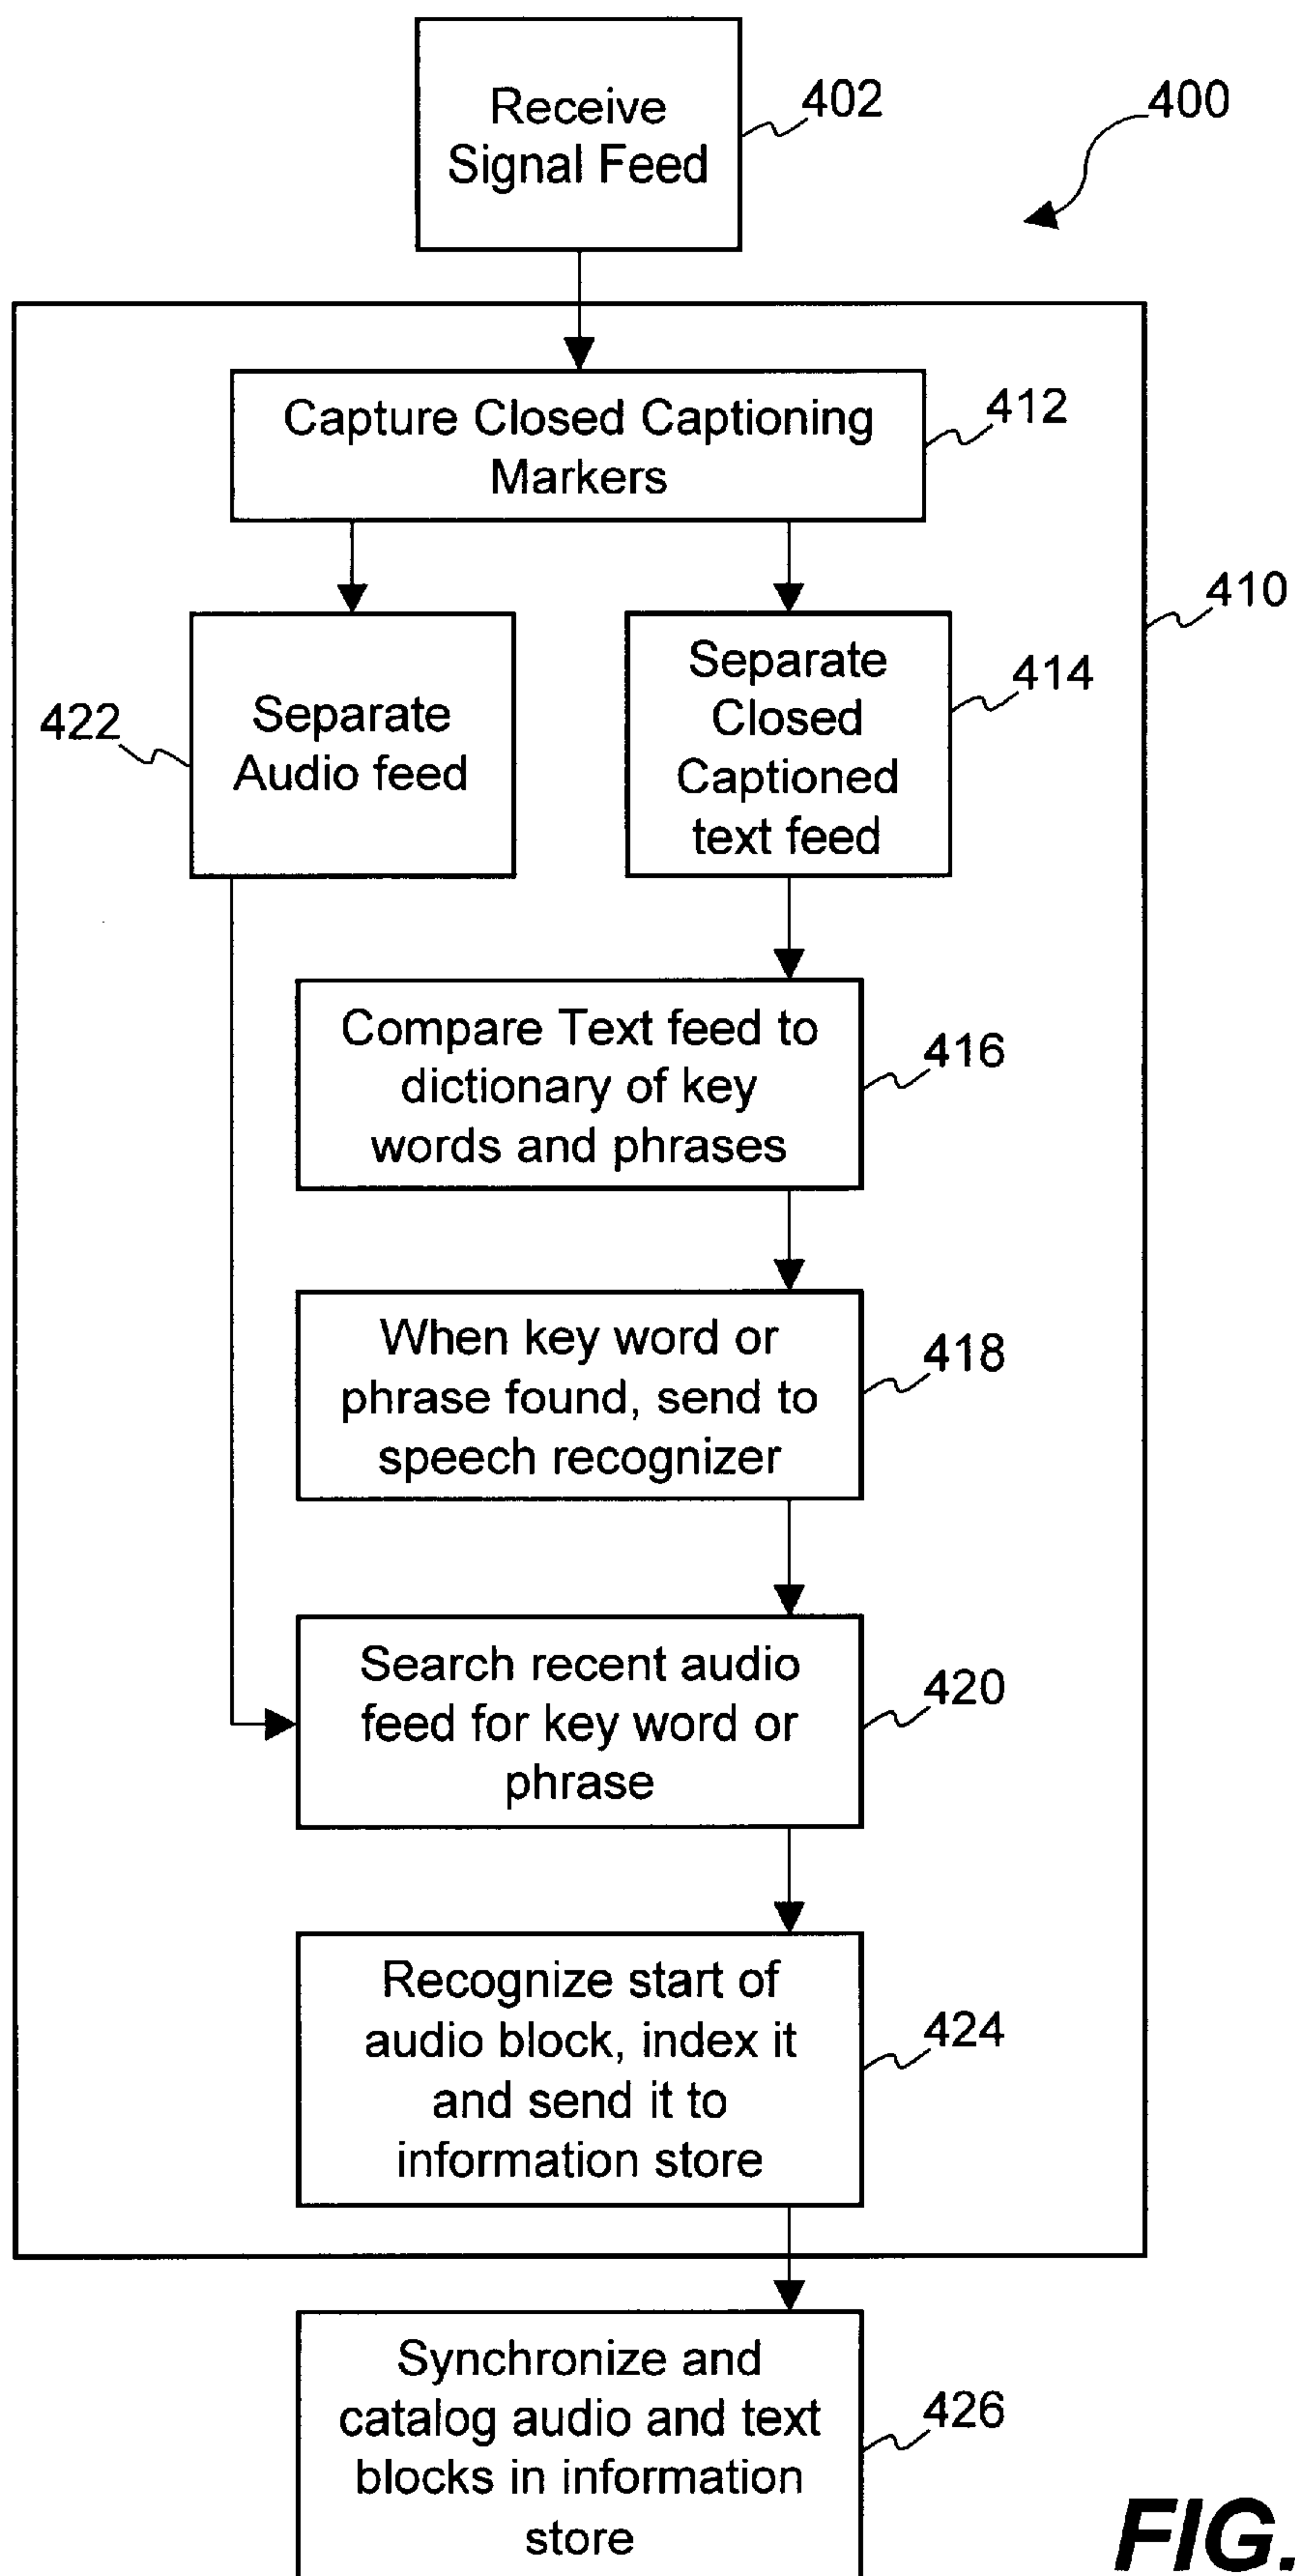 Receive
Signal Feed
402
400
Capture Closed Captioning
Markers
412
410
Separate
Audio feed
422
Separate
Closed
Captioned
text feed
414
Compare Text feed to
dictionary of key
words and phrases
416
When key word or
phrase found, send to
speech recognizer
418
Search recent audio
feed for key word or
phrase
420
Recognize start of
audio block, index it
and send it to
information store
424
Synchronize and
catalog audio and text
blocks in information
store
426
FIG.